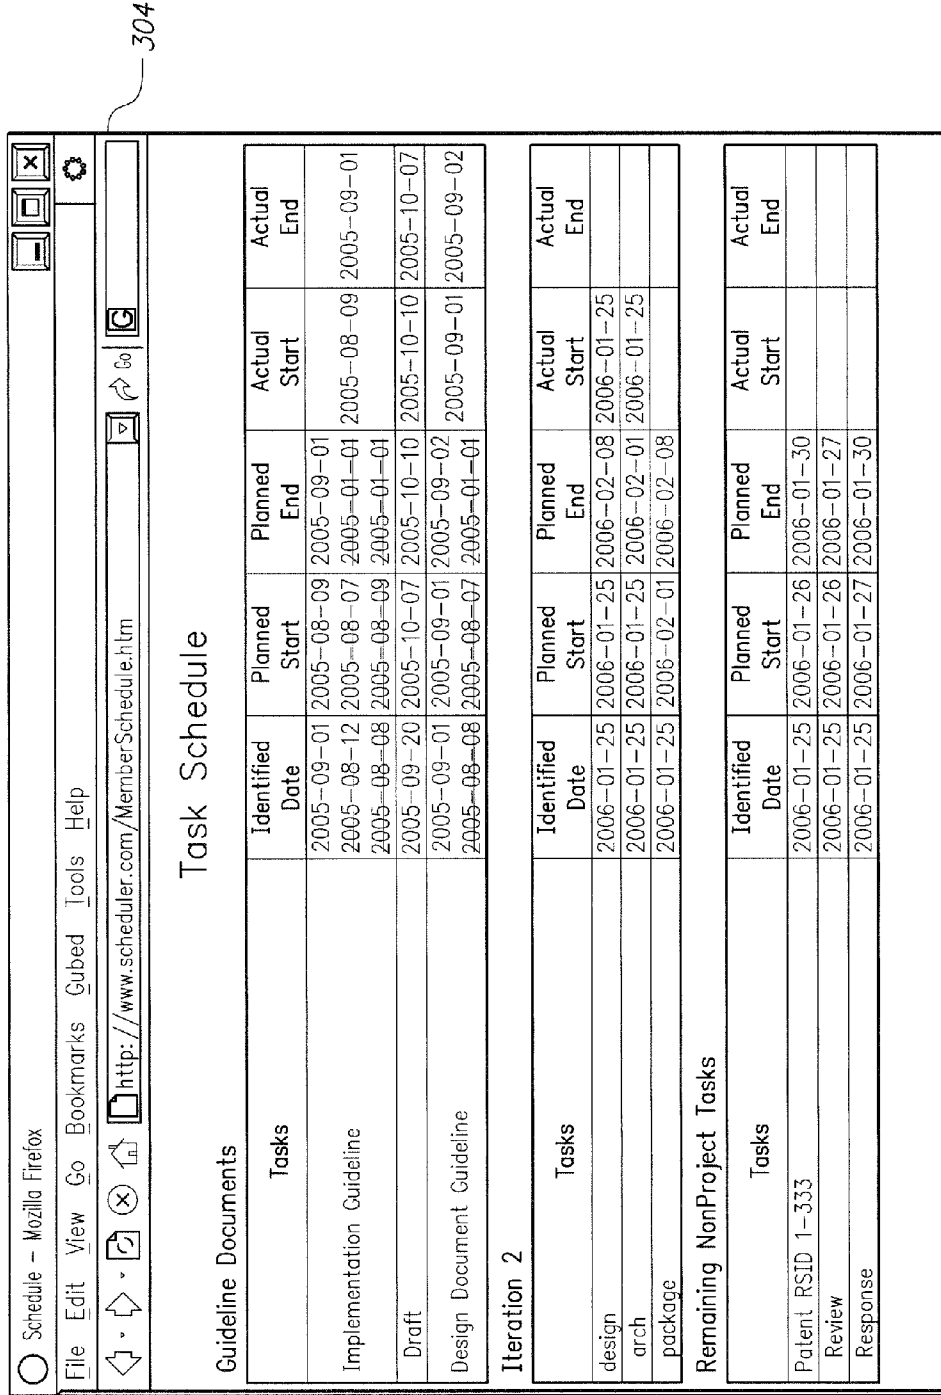 304
Schedule – Mozilla Firefox
File Edit View Go Bookmarks Gubed Tools Help
http://www.scheduler.com/MemberSchedule.htm Go G
Task Schedule
Guideline Documents
Tasks Identified Date Planned Start Planned End Actual Start Actual End
2005–09–01 2005–08–09 2005–09–01
Implementation Guideline 2005–08–12 2005–08–07 2005–01–01 2005–08–09 2005–09–01
2005–08–08 2005–08–09 2005–01–01
Draft 2005–09–20 2005–10–07 2005–10–10 2005–10–10 2005–10–07
Design Document Guideline 2005–09–01 2005–09–01 2005–09–02 2005–09–01 2005–09–02
2005–08–08 2005–08–07 2005–01–01
Iteration 2
Tasks Identified Date Planned Start Planned End Actual Start Actual End
design 2006–01–25 2006–01–25 2006–02–08 2006–01–25
arch 2006–01–25 2006–01–25 2006–02–01 2006–01–25
package 2006–01–25 2006–02–01 2006–02–08
Remaining NonProject Tasks
Tasks Identified Date Planned Start Planned End Actual Start Actual End
Patent RSID 1–333 2006–01–25 2006–01–26 2006–01–30
Review 2006–01–25 2006–01–26 2006–01–27
Response 2006–01–25 2006–01–27 2006–01–30